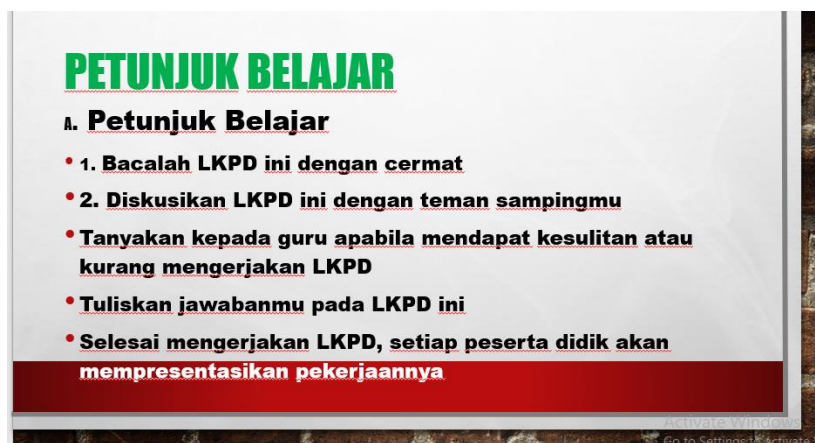 PETUNJUK BELAJAR
A. Petunjuk Belajar
• 1. Bacalah LKPD ini dengan cermat
• 2. Diskusikan LKPD ini dengan teman sampingmu
• Tanyakan kepada guru apabila mendapat kesulitan atau
kurang mengerjakan LKPD
• Tuliskan jawabanmu pada LKPD ini
• Selesai mengerjakan LKPD, setiap peserta didik akan
mempresentasikan pekerjaannya
Activate Windows
Go to Settings to activate